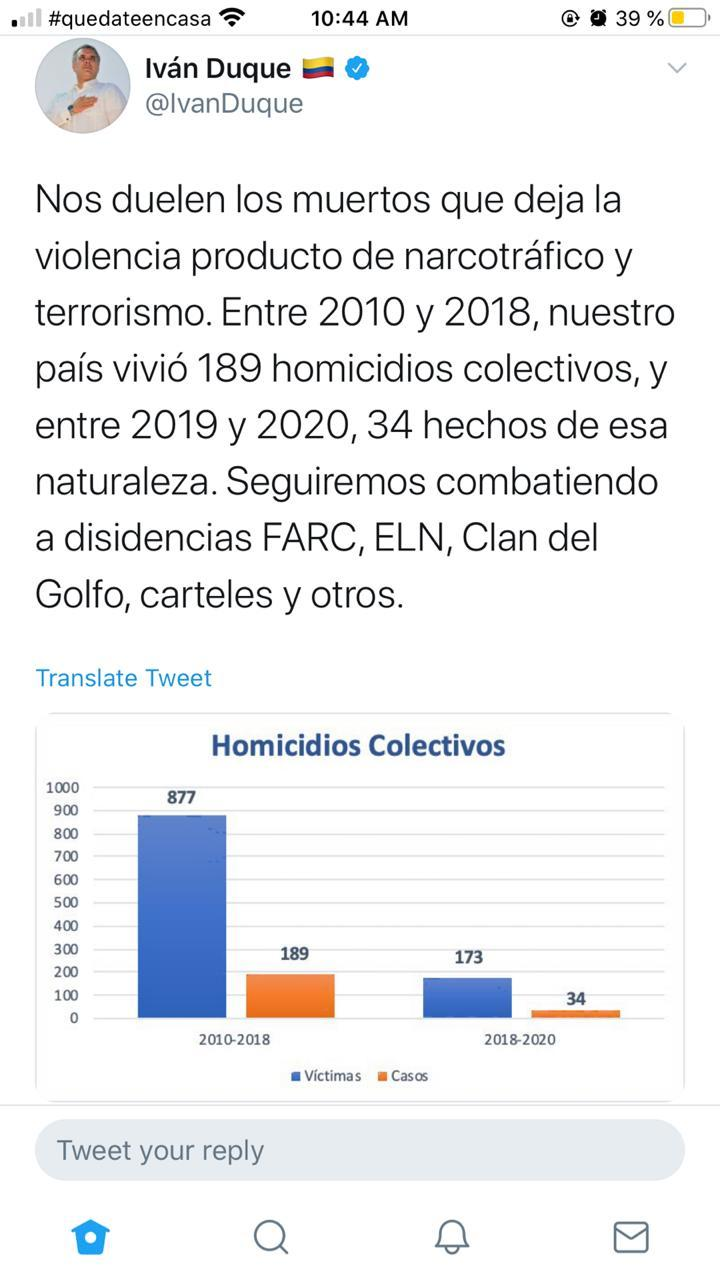 #quedateencasa 10:44 AM 39 %
Iván Duque
@IvanDuque
Nos duelen los muertos que deja la
violencia producto de narcotráfico y
terrorismo. Entre 2010 y 2018, nuestro
país vivió 189 homicidios colectivos, y
entre 2019 y 2020, 34 hechos de esa
naturaleza. Seguiremos combatiendo
a disidencias FARC, ELN, Clan del
Golfo, carteles y otros.
Translate Tweet
Homicidios Colectivos
1000
900
800
700
600
500
400
300
200
100
0
877
189
173
34
2010-2018 2018-2020
Víctimas Casos
Tweet your reply